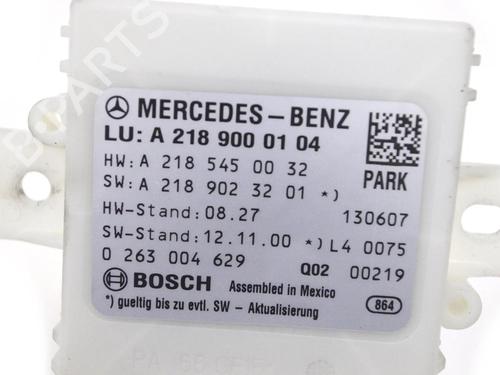 MERCEDES-BENZ
LU: A 218 900 01 04
HW: A 218 545 00 32
SW: A 218 902 32 01 *)
PARK
HW-Stand: 08.27 130607
SW-Stand: 12.11.00 *) L4 0075
0 263 004 629 Q02 00219
BOSCH Assembled in Mexico
*) gueltig bis zu evtl. SW - Aktualisierung 864
B-PARTS